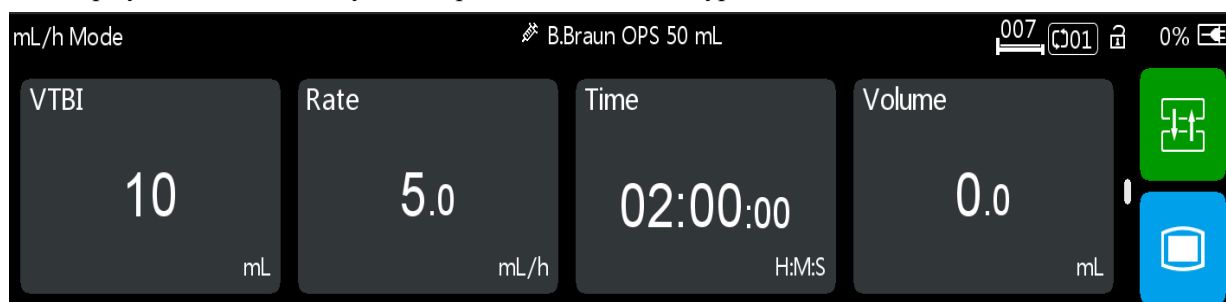 mL/h Mode B.Braun OPS 50 mL 007 01 0%
VTBI Rate Time Volume
10 5.0 02:00:00 0.0
mL mL/h H:M:S mL